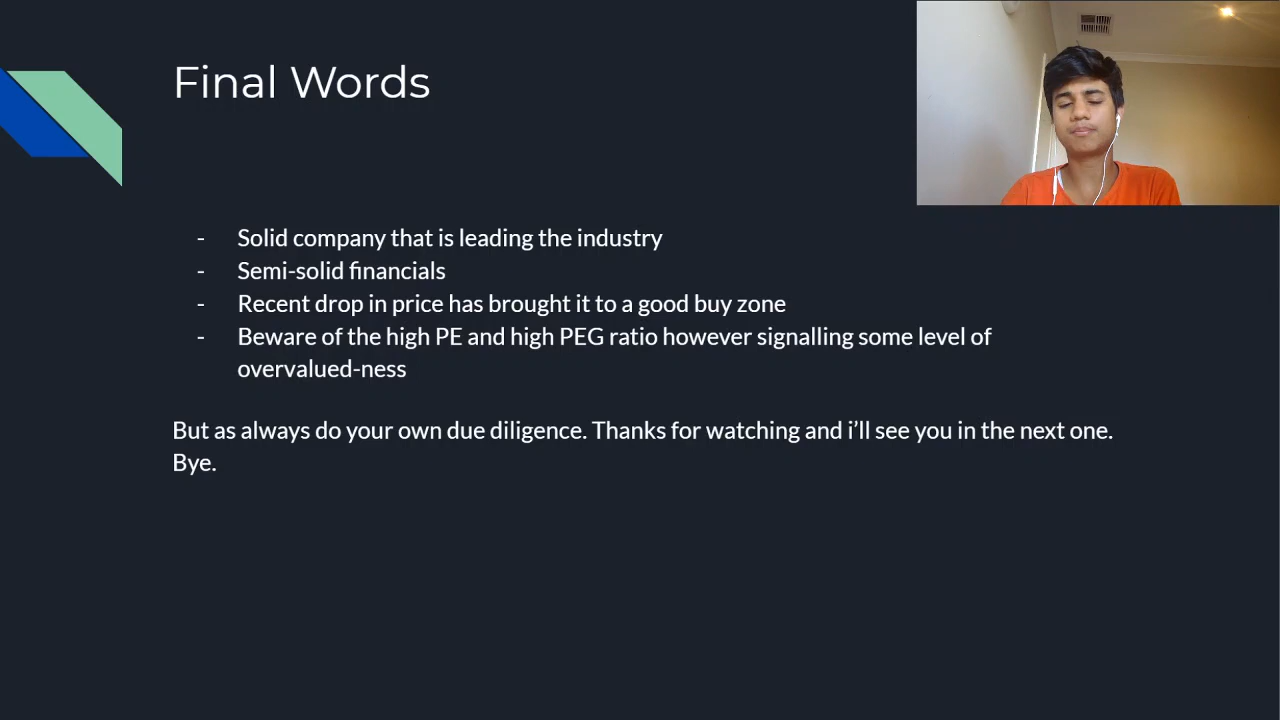 Final Words
- Solid company that is leading the industry
- Semi-solid financials
- Recent drop in price has brought it to a good buy zone
- Beware of the high PE and high PEG ratio however signalling some level of
overvalued-ness
But as always do your own due diligence. Thanks for watching and i’ll see you in the next one.
Bye.